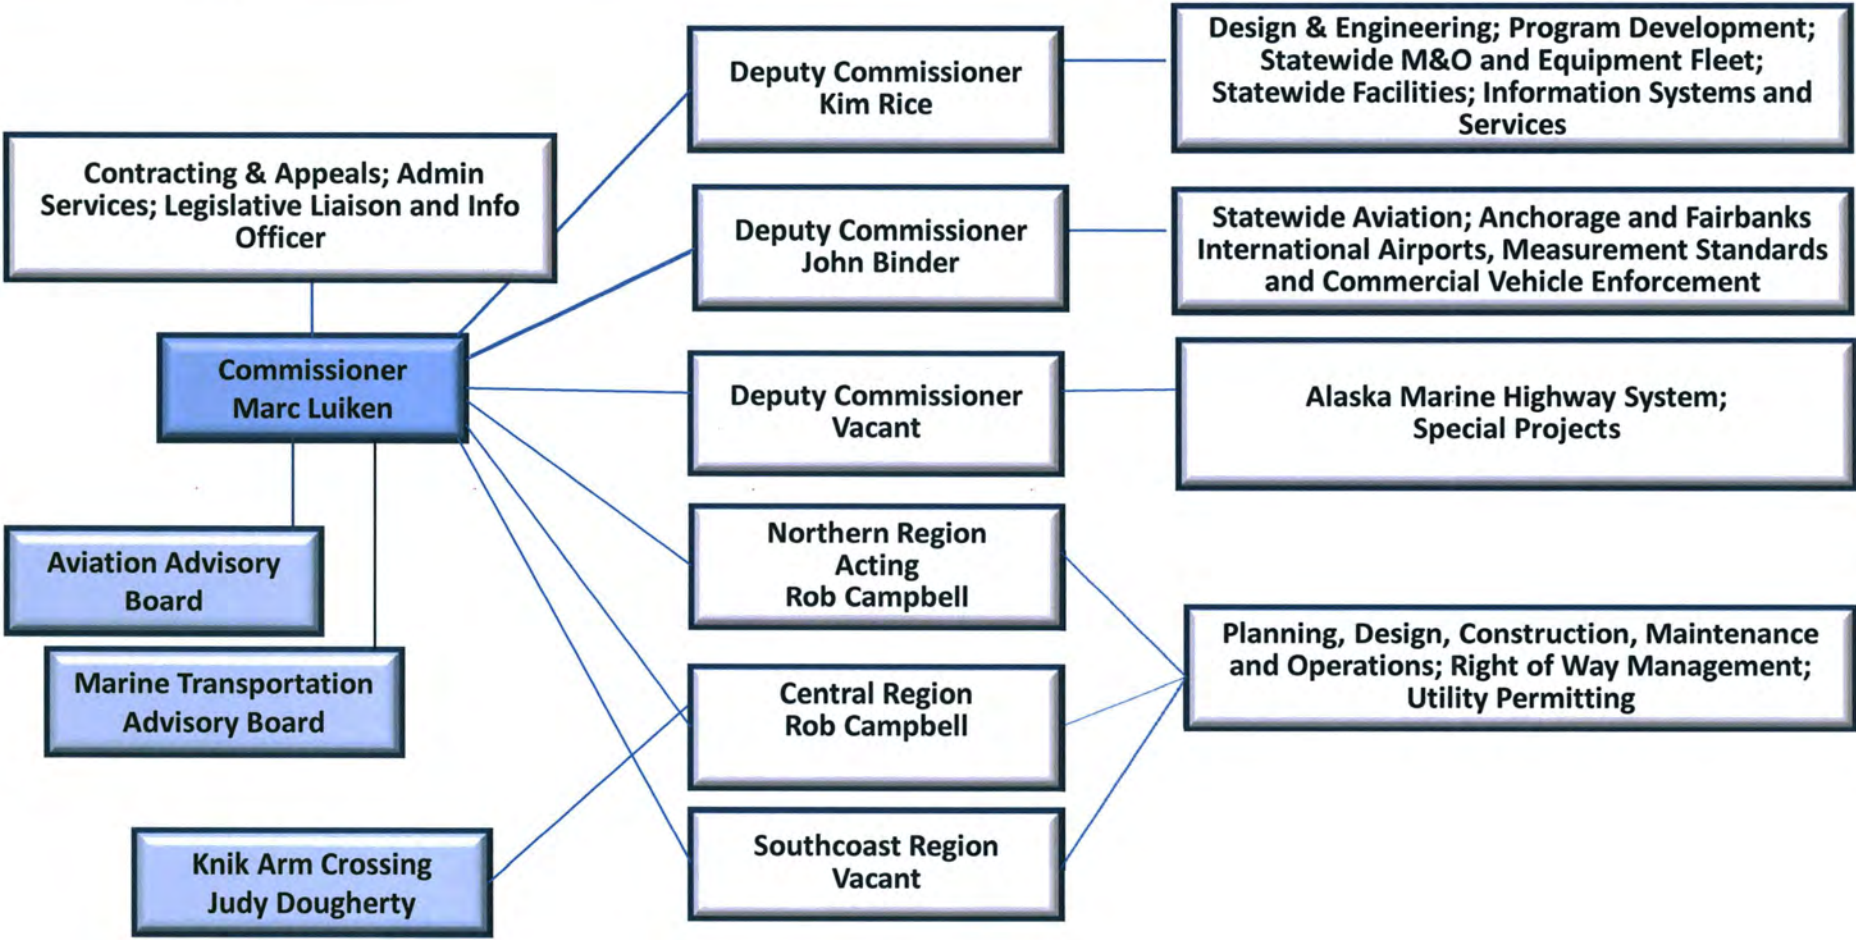 Deputy Commissioner
Kim Rice
Design & Engineering; Program Development;
Statewide M&O and Equipment Fleet;
Statewide Facilities; Information Systems and
Services
Contracting & Appeals; Admin
Services; Legislative Liaison and Info
Officer
Deputy Commissioner
John Binder
Statewide Aviation; Anchorage and Fairbanks
International Airports, Measurement Standards
and Commercial Vehicle Enforcement
Commissioner
Marc Luiken
Deputy Commissioner
Vacant
Alaska Marine Highway System;
Special Projects
Aviation Advisory
Board
Northern Region
Acting
Rob Campbell
Marine Transportation
Advisory Board
Central Region
Rob Campbell
Planning, Design, Construction, Maintenance
and Operations; Right of Way Management;
Utility Permitting
Knik Arm Crossing
Judy Dougherty
Southcoast Region
Vacant